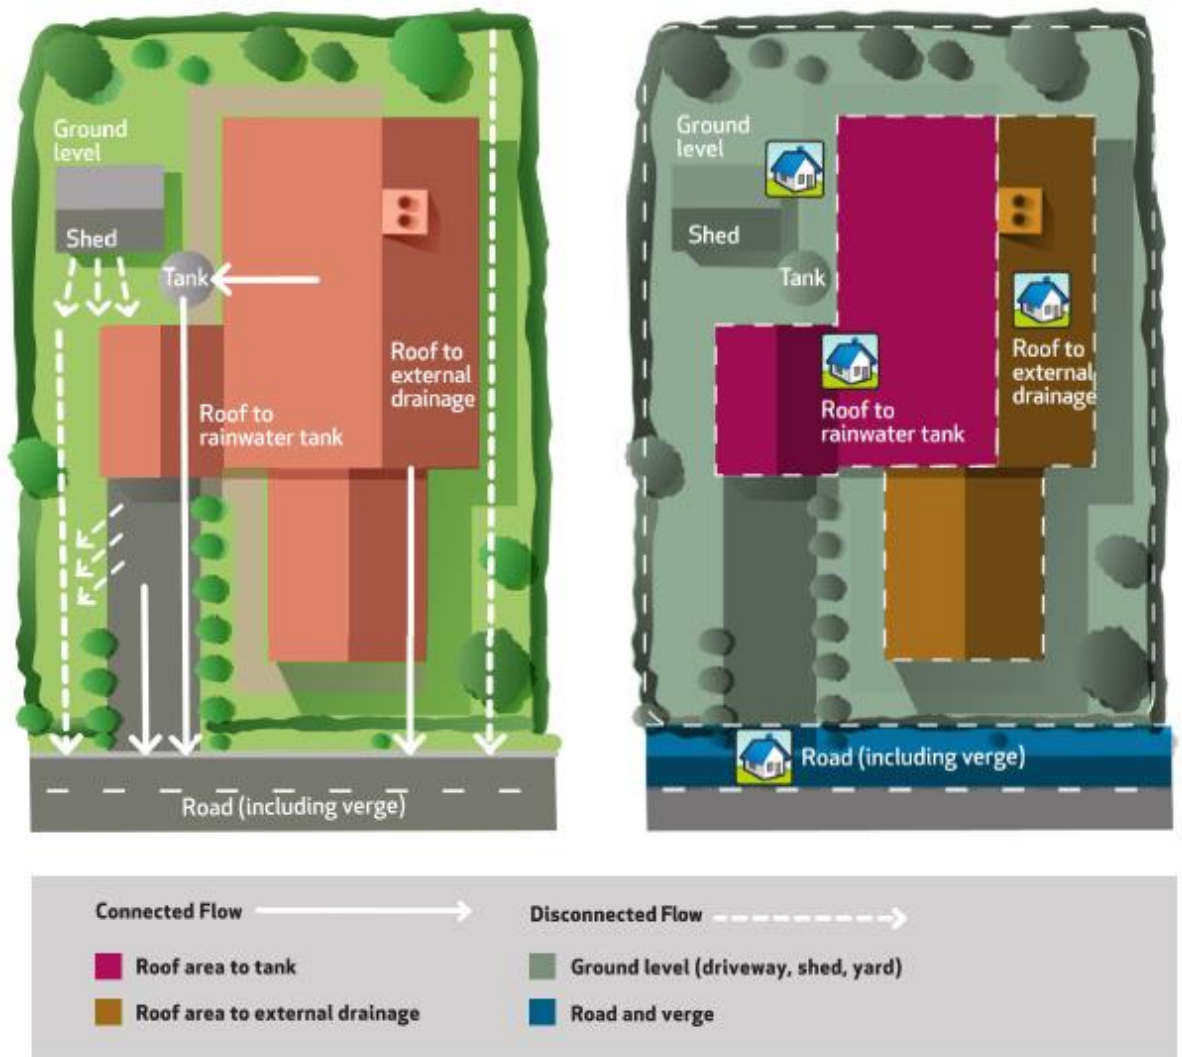 Ground
level
Shed
Tank
Roof to
external
drainage
Roof to
rainwater tank
Road (including verge)
Ground
level
Shed
Tank
Roof to
external
drainage
Roof to
rainwater tank
Road (including verge)
Connected Flow
Disconnected Flow
Roof area to tank
Ground level (driveway, shed, yard)
Roof area to external drainage
Road and verge